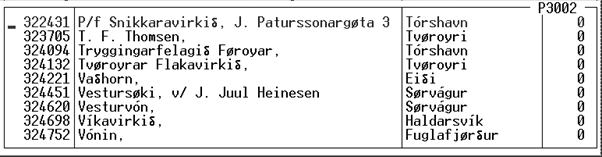 P3002
322431 P/f Snikkaravirkið, J. Paturssonargøta 3 Tórshavn 0
323705 T. F. Thomsen, Tvøroyri 0
324094 Tryggingarfelagið Føroyar, Tórshavn 0
324132 Tvøroyrar Flakavirkið, Tvøroyri 0
324221 Vaðhorn, Eiði 0
324451 Vestursøki, v/ J. Juul Heinesen Sørvágur 0
324620 Vesturvón, Sørvágur 0
324698 Víkavirkið, Haldarsvík 0
324752 Vónin, Fuglafjørður 0